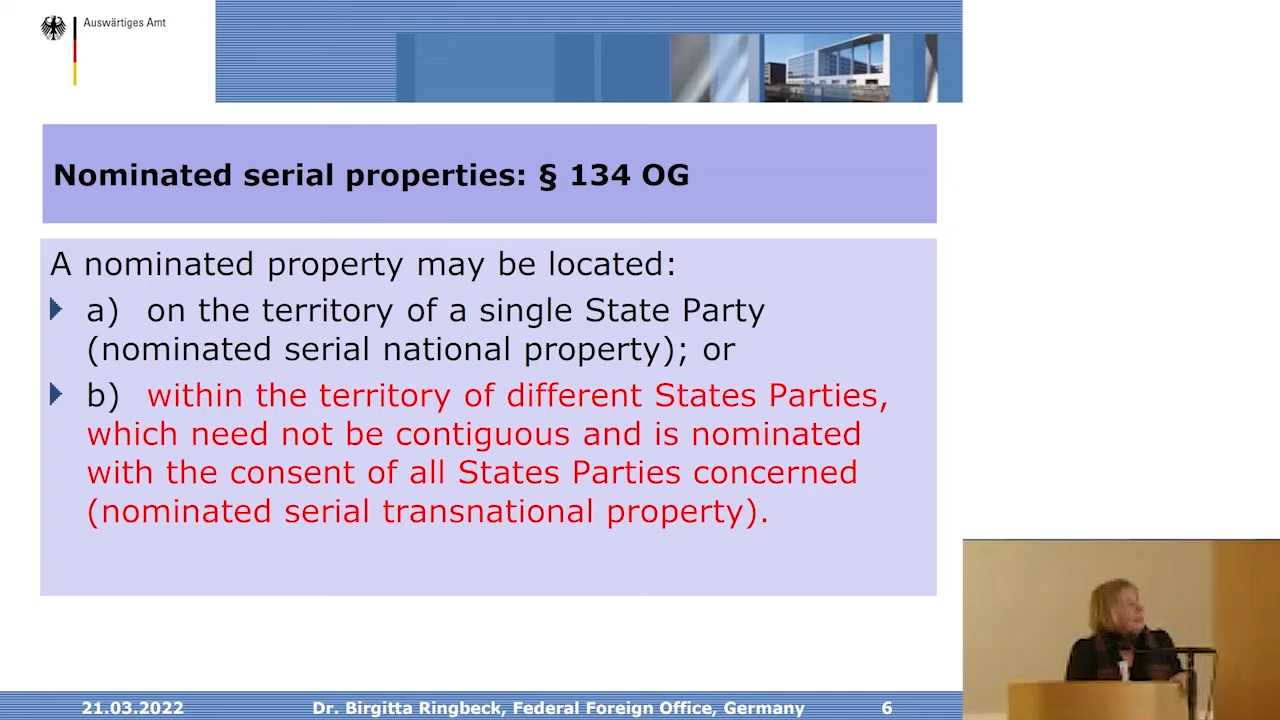 Auswärtiges Amt
Nominated serial properties: § 134 OG
A nominated property may be located:
a) on the territory of a single State Party
(nominated serial national property); or
b) within the territory of different States Parties,
which need not be contiguous and is nominated
with the consent of all States Parties concerned
(nominated serial transnational property).
21.03.2022 Dr. Birgitta Ringbeck, Federal Foreign Office, Germany 6